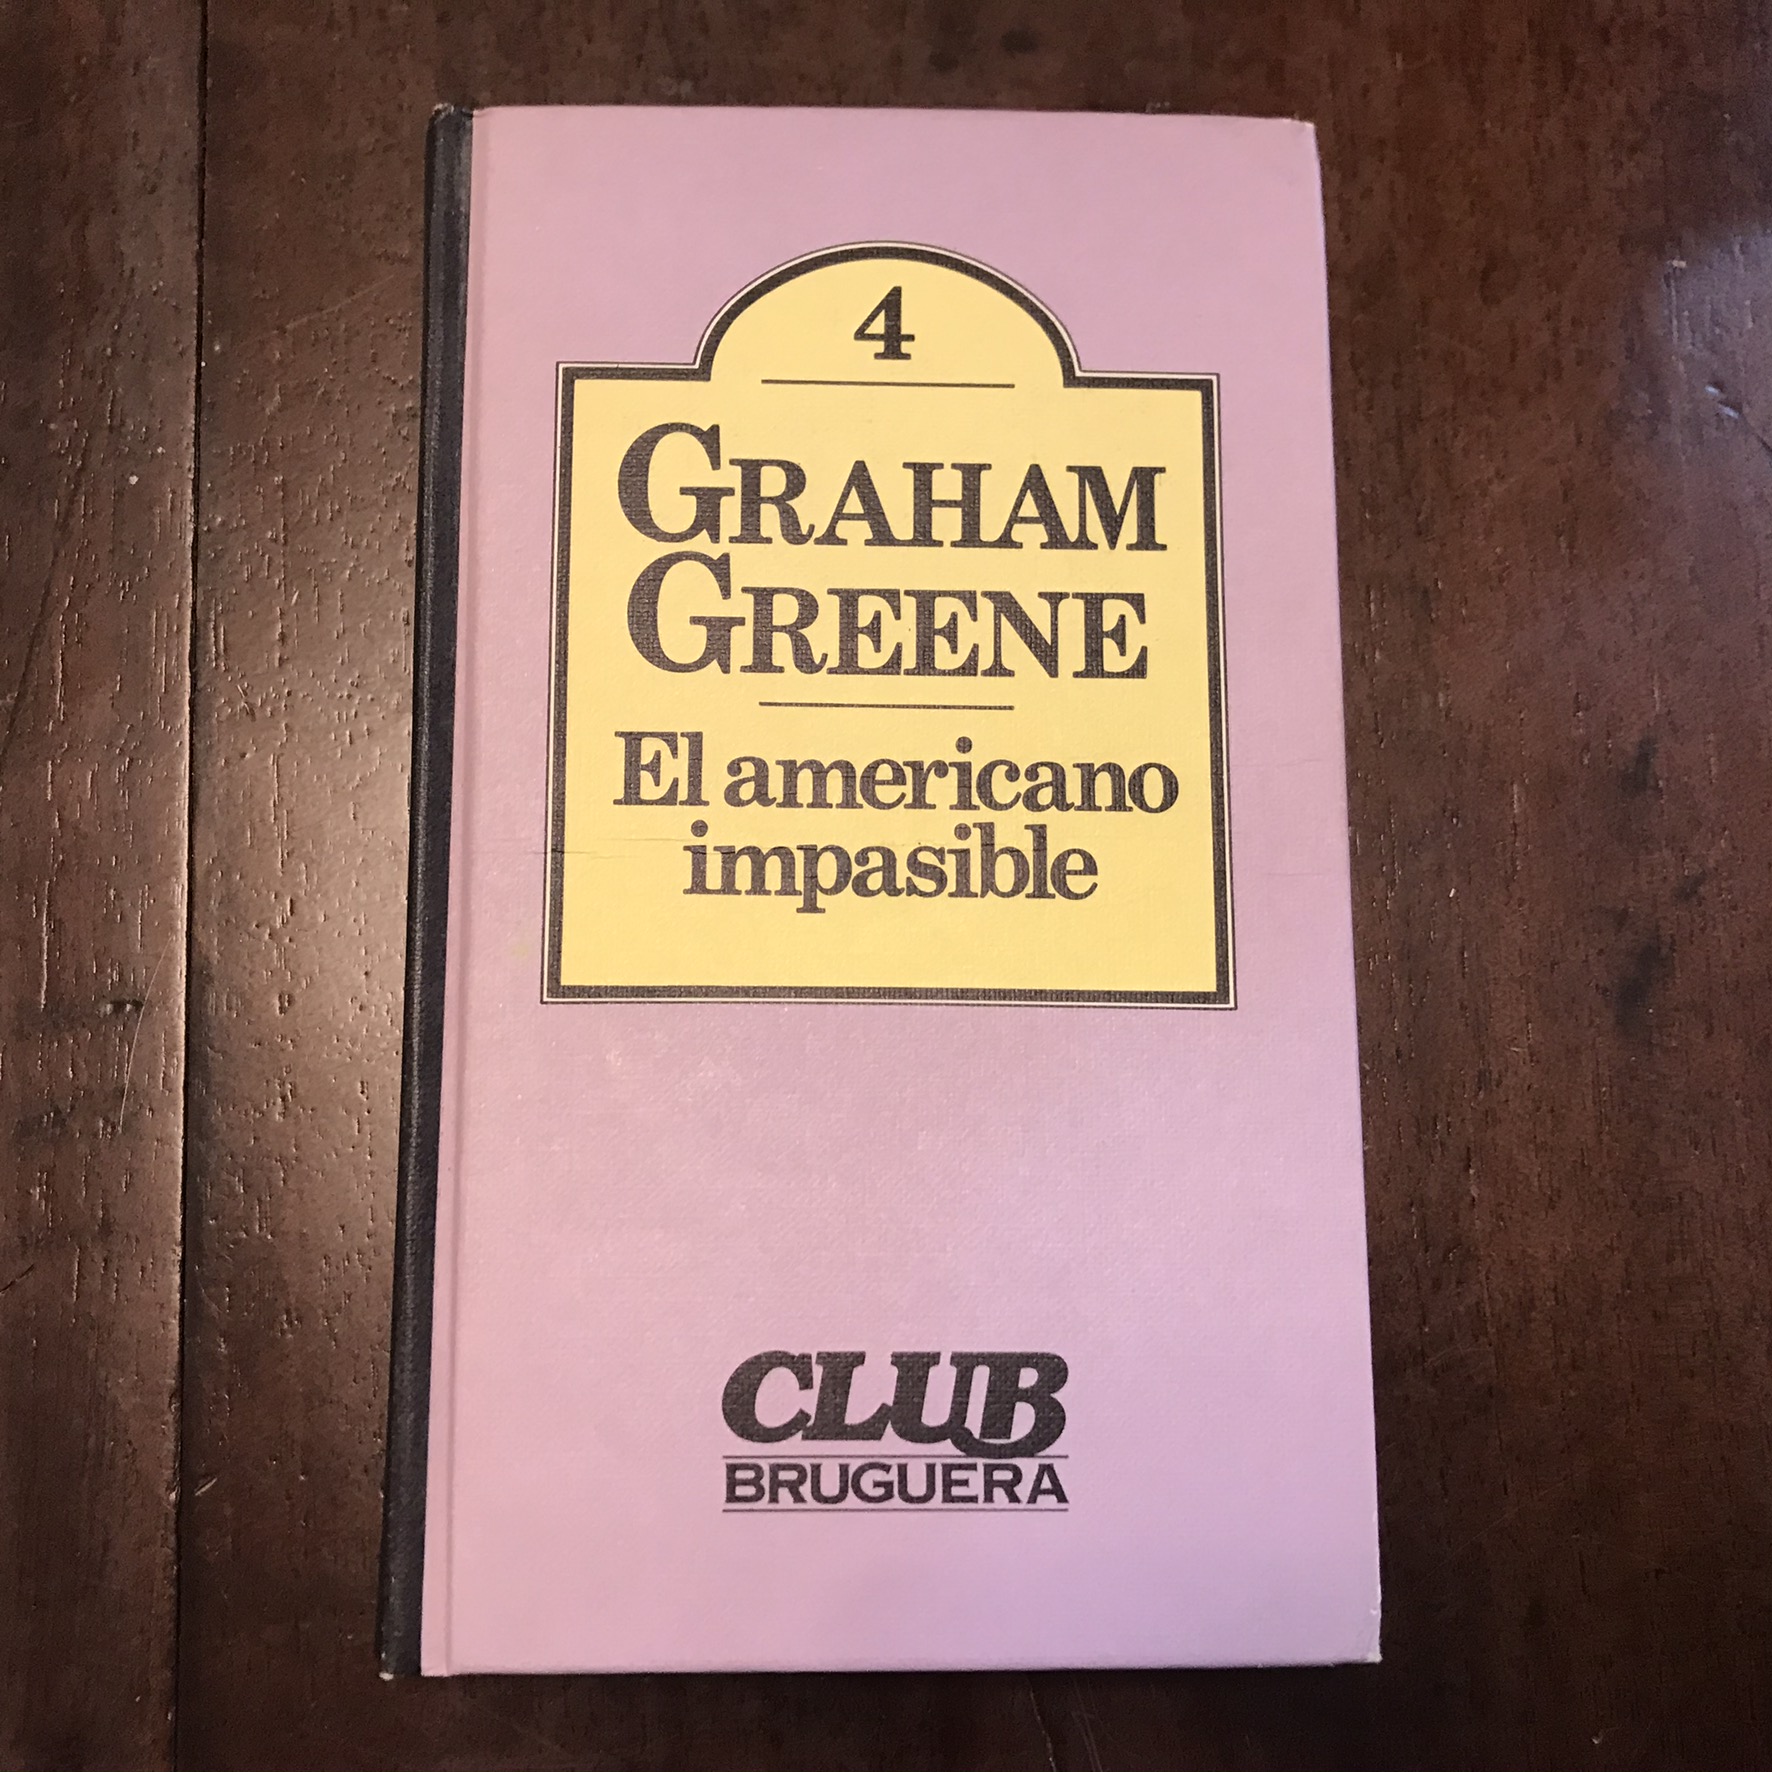 4
GRAHAM
GREENE
El americano
impasible
CLUB
BRUGUERA